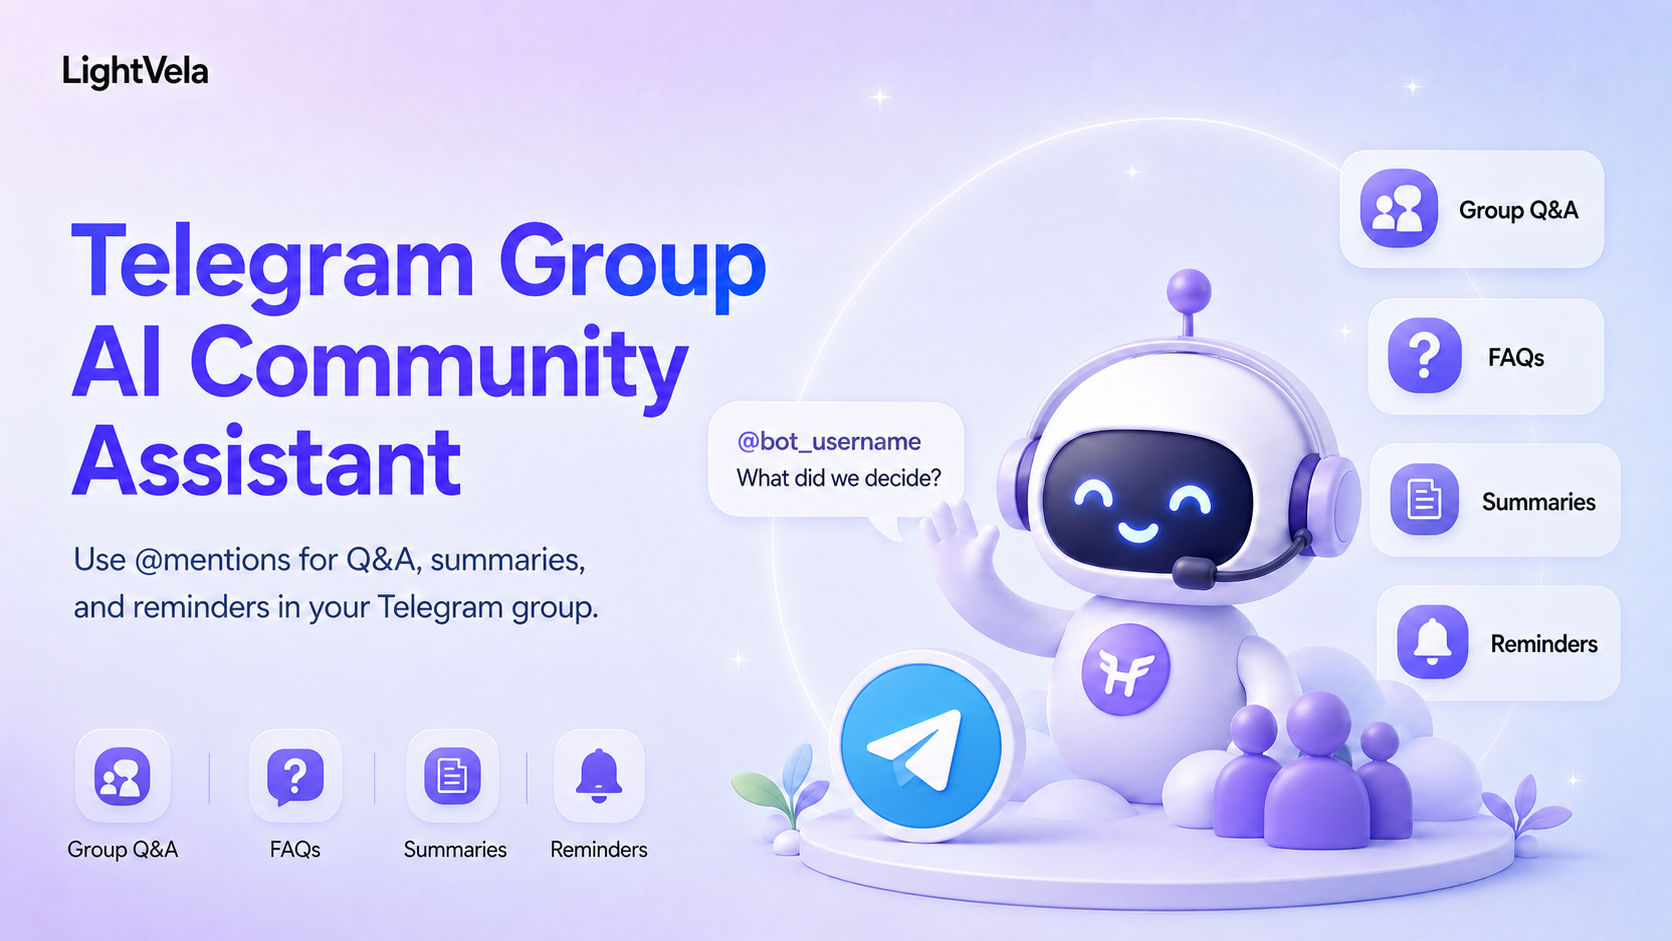 LightVela
Telegram Group
AI Community
Assistant
Use @mentions for Q&A, summaries,
and reminders in your Telegram group.
Group Q&A
FAQs
Summaries
Reminders
@bot_username
What did we decide?
Group Q&A
FAQs
Summaries
Reminders